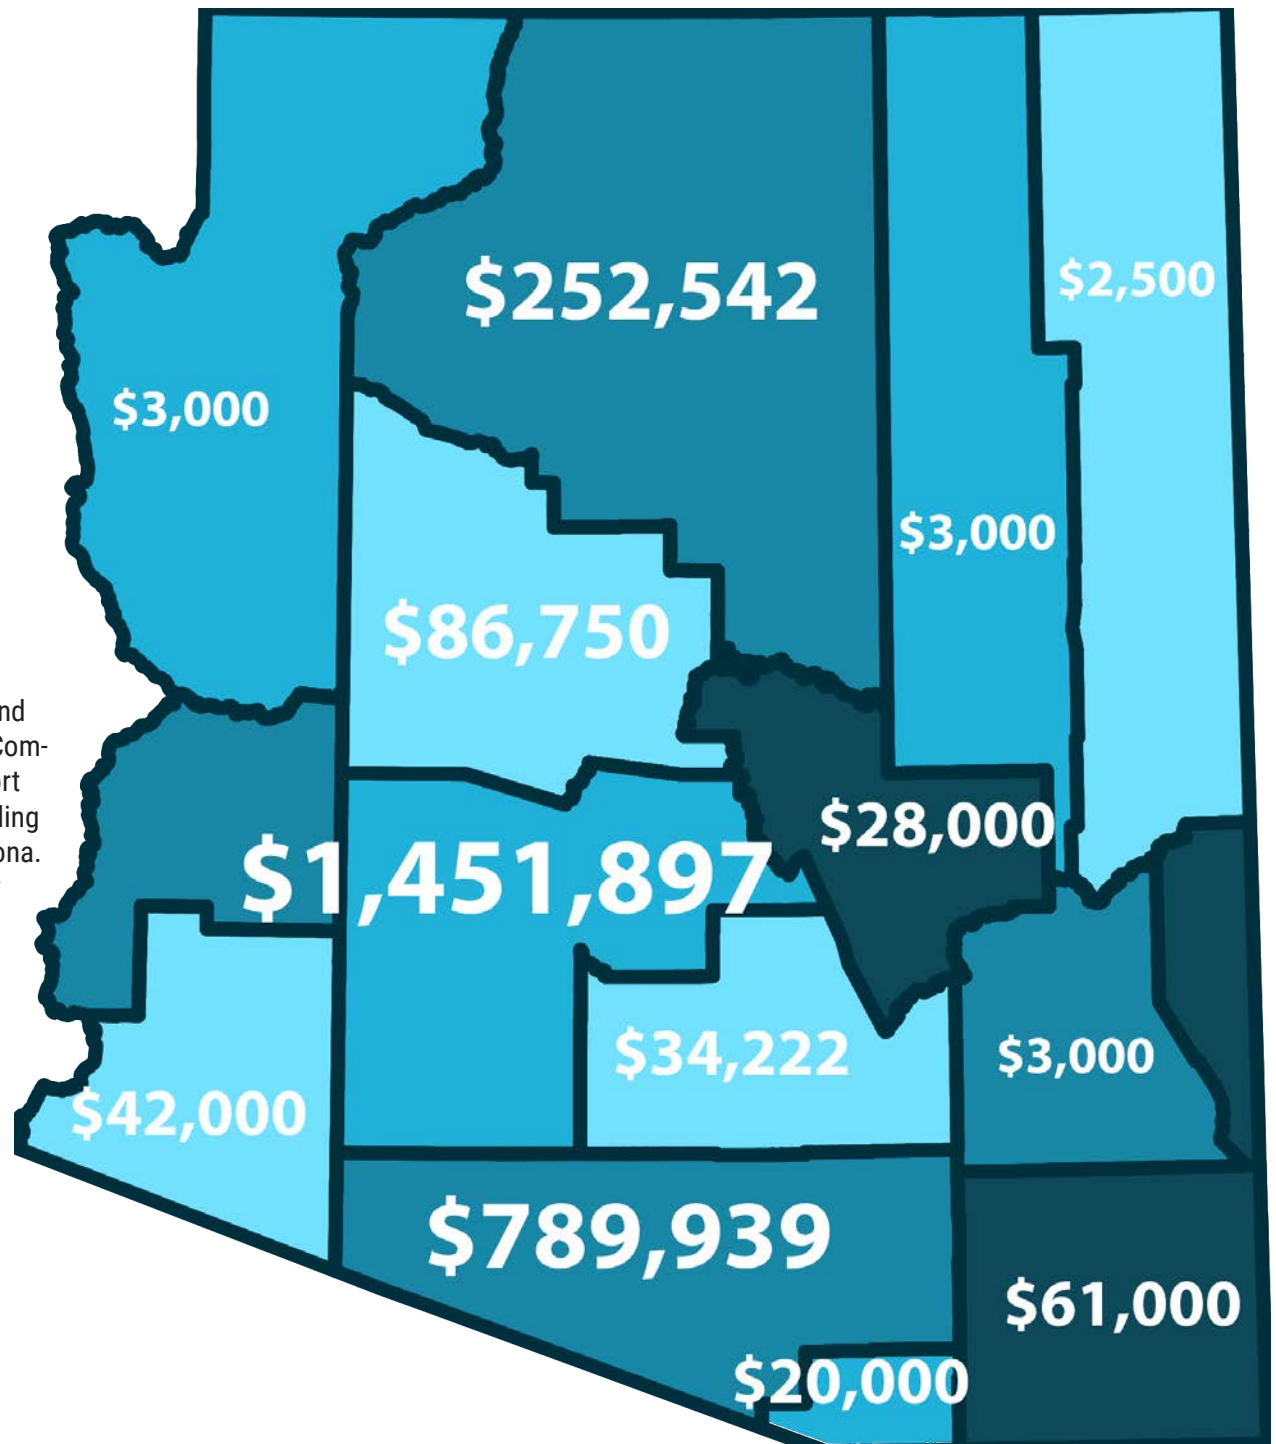 $252,542
$2,500
$3,000
$3,000
$86,750
nd
Com-
rt
ling
ona.
$28,000
$1,451,897
$34,222
$3,000
$42,000
$789,939
$61,000
$20,000